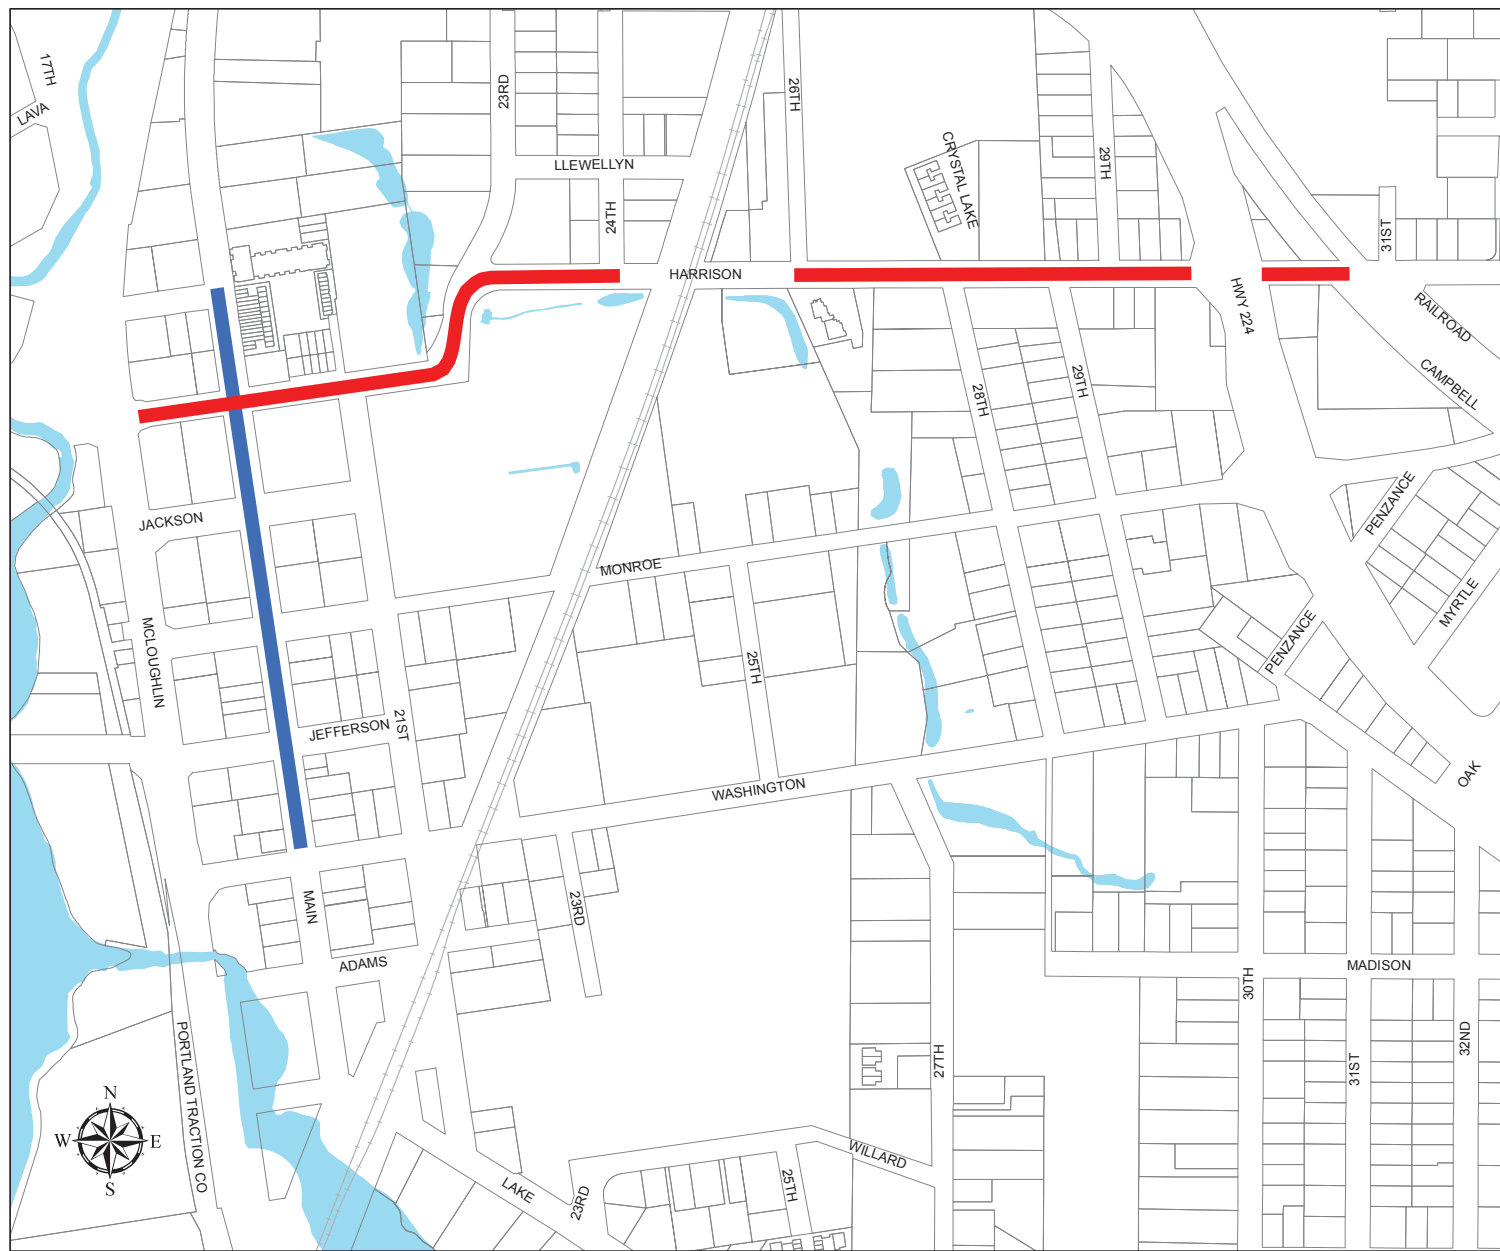 17TH
LAVA
23RD
26TH
LLEWELLYN
24TH
CRYSTAL LAKE
29TH
31ST
HARRISON
HWY 224
RAILROAD
CAMPBELL
28TH
29TH
JACKSON
PENZANCE
MONROE
MYRTLE
MCLOUGHLIN
25TH
PENZANCE
JEFFERSON
21ST
WASHINGTON
OAK
MAIN
23RD
ADAMS
MADISON
30TH
32ND
31ST
27TH
PORTLAND TRACTION CO
N
W
E
S
WILLARD
LAKE
23RD
25TH